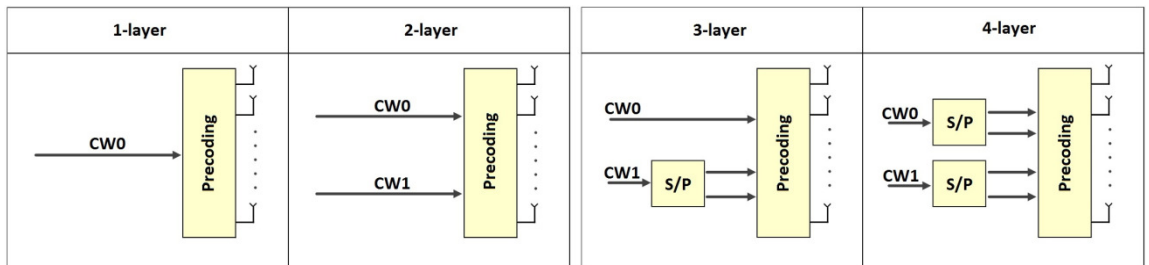 1-layer
2-layer
3-layer
4-layer
CW0
Precoding
CW0
CW1
Precoding
CW0
CW1
S/P
Precoding
CW0
S/P
CW1
S/P
Precoding